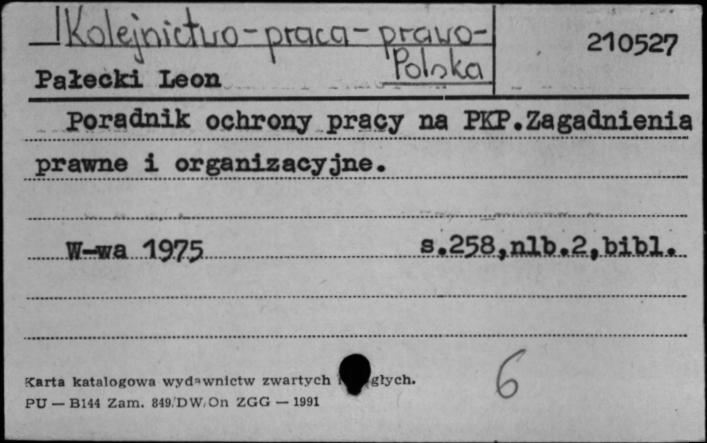 Kolejnictwo-praca-prawo-
Polska
210527
Pałecki Leon
Poradnik ochrony pracy na PKP.Zagadnienia
prawne i organizacyjne.
W-wa 1975 s.258,nlb.2,bibl.
6
Karta katalogowa wydawnictw zwartych
PU — B144 Zam. 849/DW/On ZGG — 1991